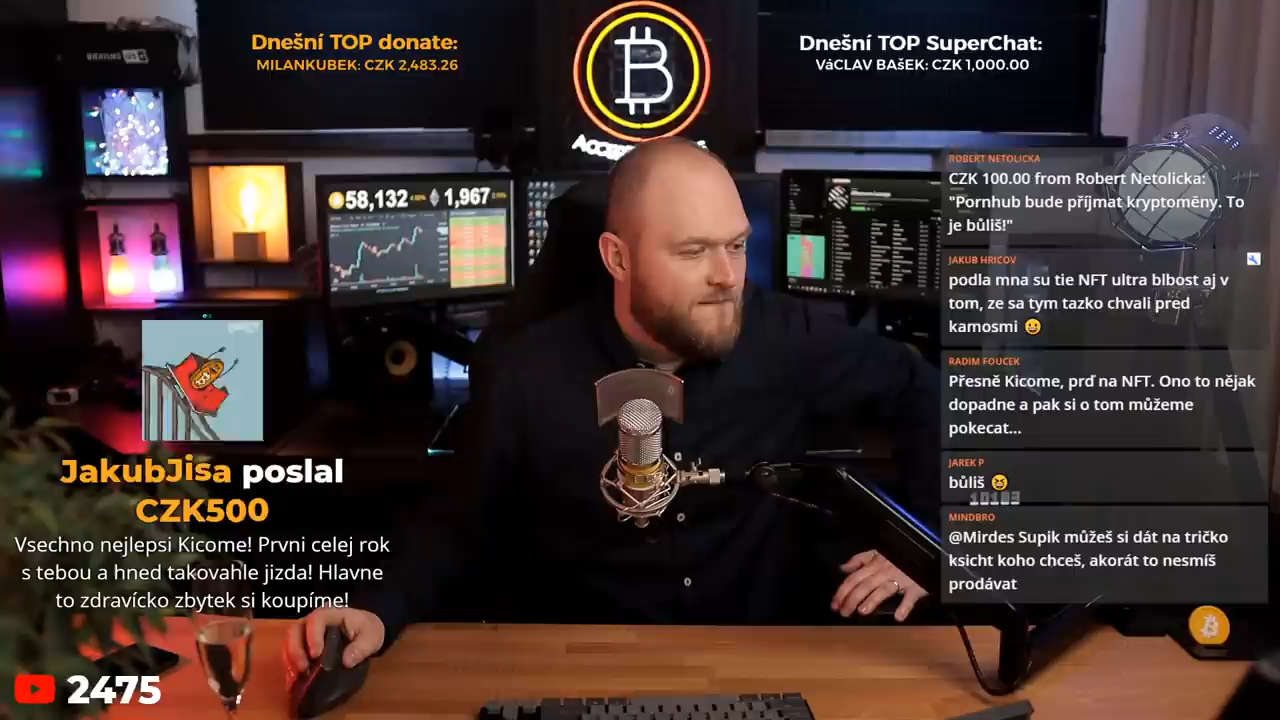 Dnešní TOP donate:
MILANKUBEK: CZK 2,483.26
Dnešní TOP SuperChat:
VáCLAV BAšEK: CZK 1,000.00
58,132
1,967
ROBERT NETOLICKA
CZK 100.00 from Robert Netolicka:
"Pornhub bude příjmat kryptoměny. To
je bůliš!"
JAKUB HRICOV
podla mna su tie NFT ultra blbost aj v
tom, ze sa tym tazko chvali pred
kamosmi 😀
RADIM FOUCEK
Přesně Kicome, prď na NFT. Ono to nějak
dopadne a pak si o tom můžeme
pokecat...
JAREK P
bůliš 😆
10103
MINDBRO
@Mirdes Supik můžeš si dát na tričko
ksicht koho chceš, akorát to nesmíš
prodávat
JakubJisa poslal
CZK500
Vsechno nejlepsi Kicome! Prvni celej rok
s tebou a hned takovahle jizda! Hlavne
to zdravícko zbytek si koupíme!
2475